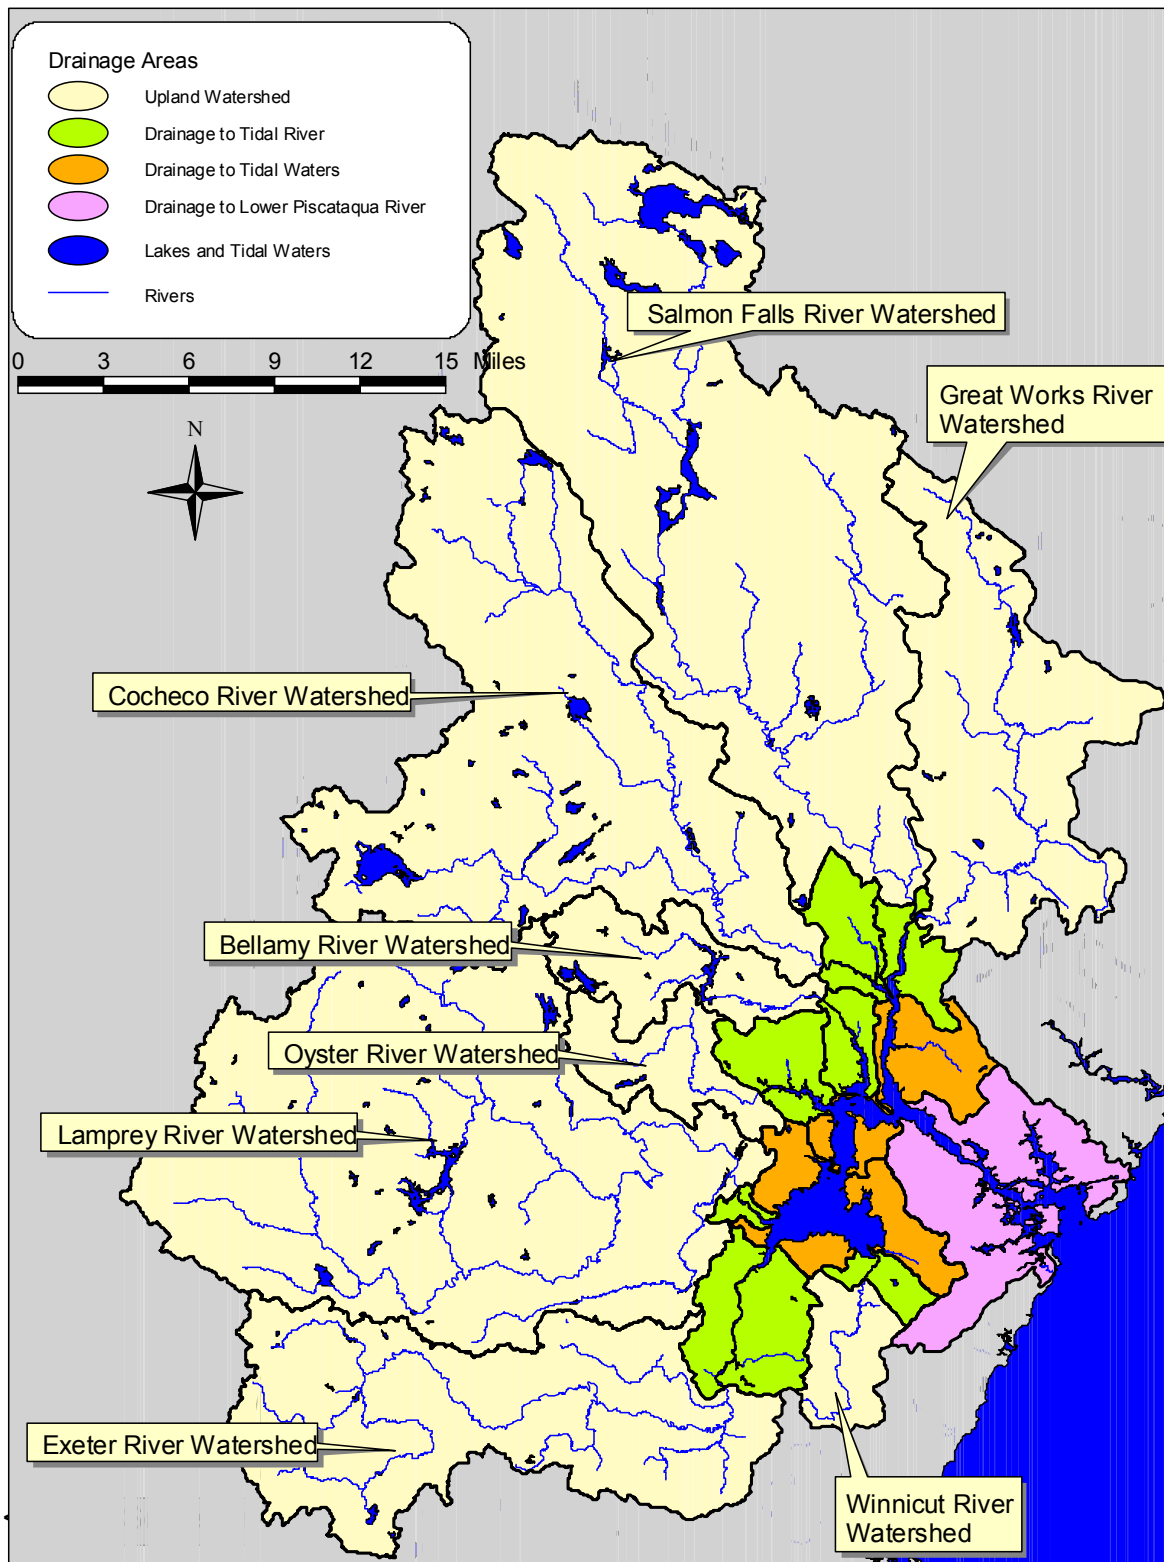 Drainage Areas
Upland Watershed
Drainage to Tidal River
Drainage to Tidal Waters
Drainage to Lower Piscataqua River
Lakes and Tidal Waters
Rivers
0 3 6 9 12 15 Miles
N
Salmon Falls River Watershed
Great Works River
Watershed
Cocheco River Watershed
Bellamy River Watershed
Oyster River Watershed
Lamprey River Watershed
Exeter River Watershed
Winnicut River
Watershed